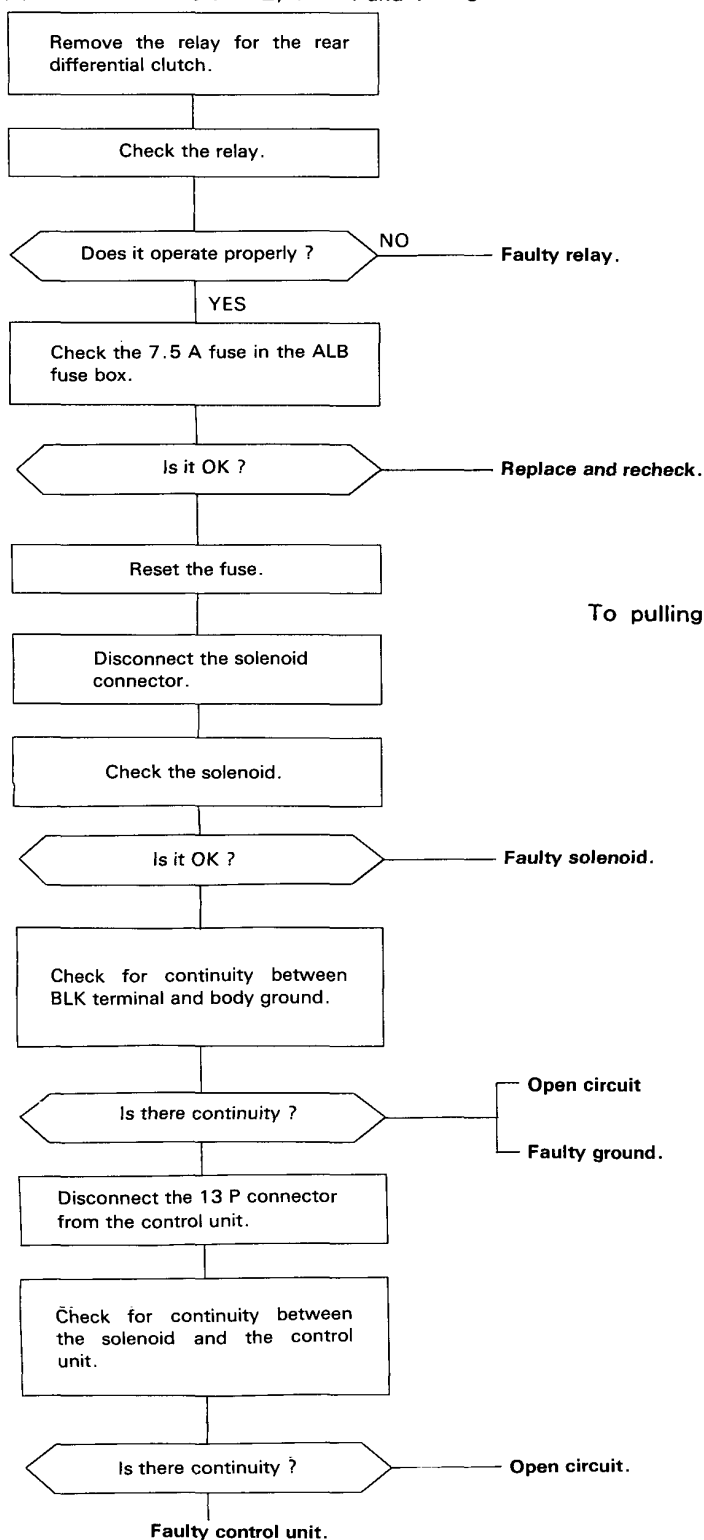 and
Remove the relay for the rear
differential clutch.
Check the relay.
Does it operate properly ?
NO
Faulty relay.
YES
Check the 7.5 A fuse in the ALB
fuse box.
Is it OK ?
Replace and recheck.
Reset the fuse.
To pulling
Disconnect the solenoid
connector.
Check the solenoid.
Is it OK ?
Faulty solenoid.
Check for continuity between
BLK terminal and body ground.
Is there continuity ?
Open circuit
Faulty ground.
Disconnect the 13 P connector
from the control unit.
Check for continuity between
the solenoid and the control
unit.
Is there continuity ?
Open circuit.
Faulty control unit.